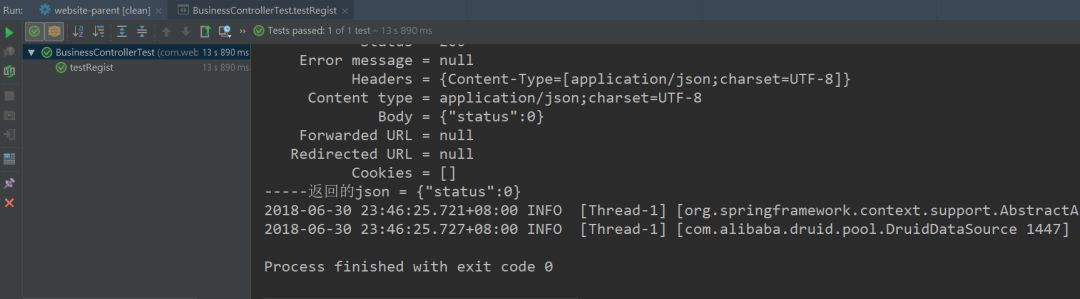 Run: website-parent [clean] BusinessControllerTest.testRegist
Tests passed: 1 of 1 test – 13 s 890 ms
BusinessControllerTest (com.web 13 s 890 ms
testRegist 13 s 890 ms
Error message = null
Headers = {Content-Type=[application/json;charset=UTF-8]}
Content type = application/json;charset=UTF-8
Body = {"status":0}
Forwarded URL = null
Redirected URL = null
Cookies = []
-----返回的json = {"status":0}
2018-06-30 23:46:25.721+08:00 INFO [Thread-1] [org.springframework.context.support.AbstractA
2018-06-30 23:46:25.727+08:00 INFO [Thread-1] [com.alibaba.druid.pool.DruidDataSource 1447]
Process finished with exit code 0